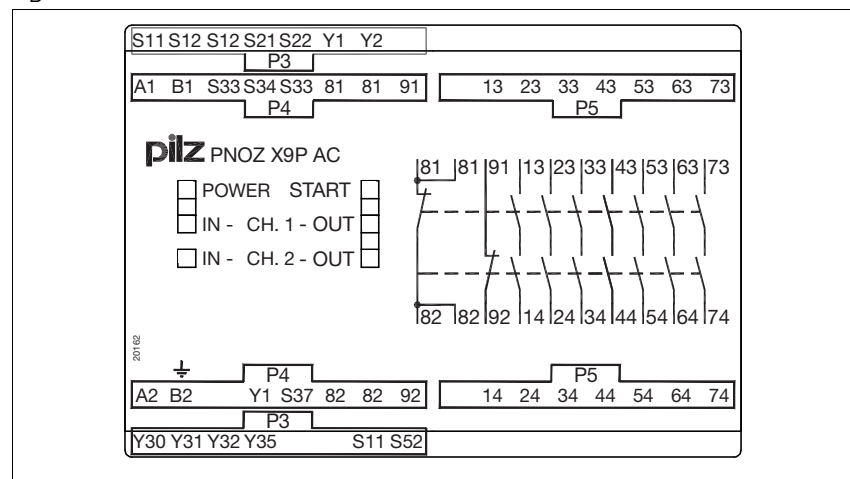 S11 S12 S12 S21 S22 Y1 Y2
P3
A1 B1 S33 S34 S33 81 81 91 13 23 33 43 53 63 73
P4 P5
pilz PNOZ X9P AC
81 81 91 13 23 33 43 53 63 73
POWER START
IN - CH. 1 - OUT
IN - CH. 2 - OUT
82 82 92 14 24 34 44 54 64 74
20162
P4 P5
A2 B2 Y1 S37 82 82 92 14 24 34 44 54 64 74
P3
Y30 Y31 Y32 Y35 S11 S52